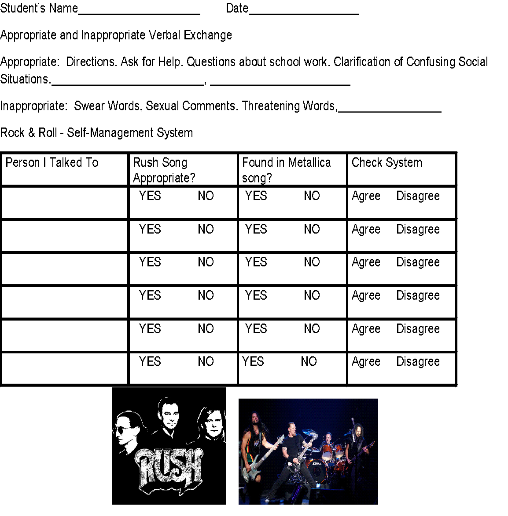 Student's Name____________________ Date__________________
Appropriate and Inappropriate Verbal Exchange
Appropriate: Directions. Ask for Help. Questions about school work. Clarification of Confusing Social
Situations._________________________, _______________________
Inappropriate: Swear Words. Sexual Comments. Threatening Words,_________________
Rock & Roll - Self-Management System
Person I Talked To Rush Song Appropriate? Found in Metallica song? Check System
YES NO YES NO Agree Disagree
YES NO YES NO Agree Disagree
YES NO YES NO Agree Disagree
YES NO YES NO Agree Disagree
YES NO YES NO Agree Disagree
YES NO YES NO Agree Disagree
RUSH